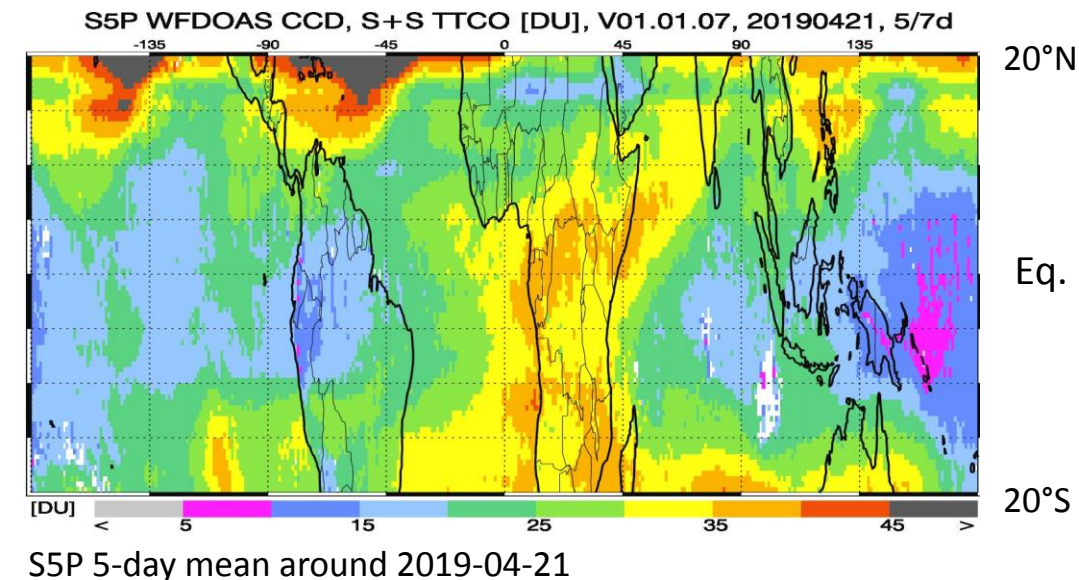 S5P WFDOAS CCD, S+S TTCO [DU], V01.01.07, 20190421, 5/7d
-135 -90 -45 0 45 90 135
20°N
Eq.
20°S
[DU]
< 5 15 25 35 45 >
S5P 5-day mean around 2019-04-21